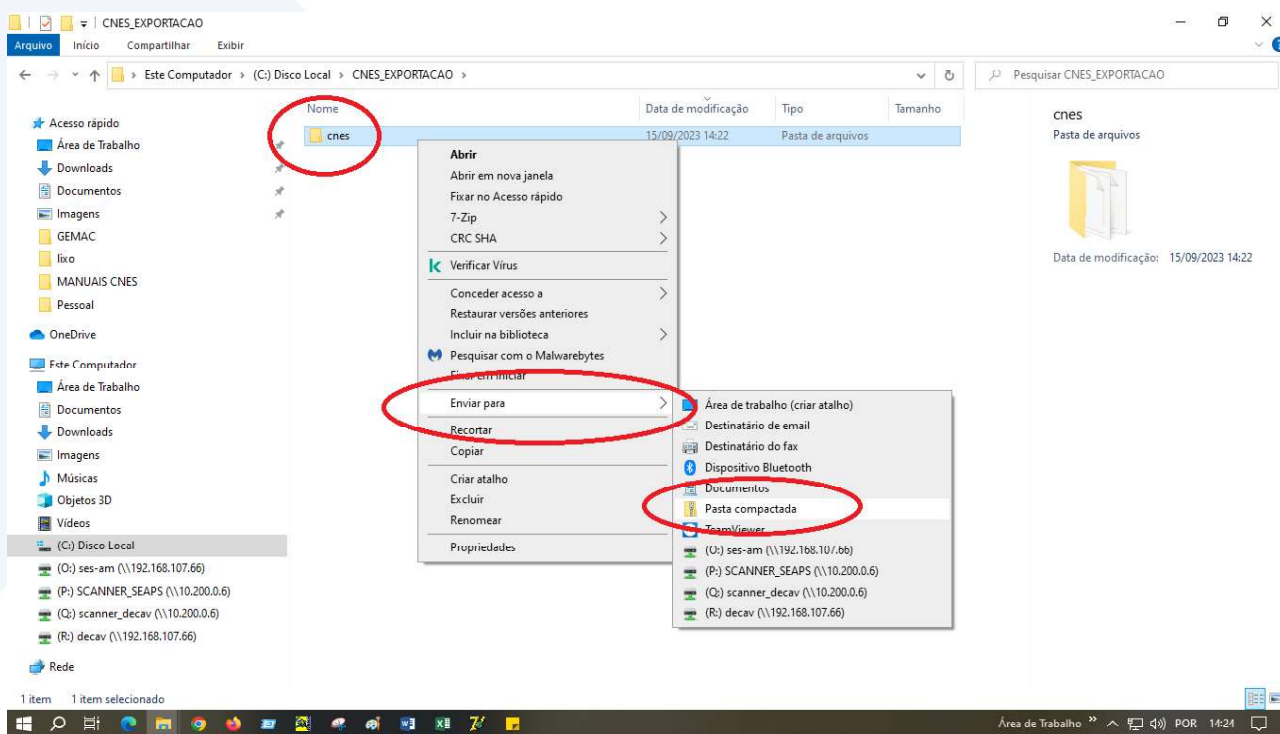 CNES_EXPORTACAO
Arquivo Início Compartilhar Exibir
Este Computador > (C:) Disco Local > CNES_EXPORTACAO >
Pesquisar CNES_EXPORTACAO
Nome Data de modificação Tipo Tamanho
cnes 15/09/2023 14:22 Pasta de arquivos
Acesso rápido
Área de Trabalho
Downloads
Documentos
Imagens
GEMAC
lixo
MANUAIS CNES
Pessoal
OneDrive
Este Computador
Área de Trabalho
Documentos
Downloads
Imagens
Músicas
Objetos 3D
Vídeos
(C:) Disco Local
(O:) ses-am (\\192.168.107.66)
(P:) SCANNER_SEAPS (\\10.200.0.6)
(Q:) scanner_decav (\\10.200.0.6)
(R:) decav (\\192.168.107.66)
Rede
Abrir
Abrir em nova janela
Fixar no Acesso rápido
7-Zip
CRC SHA
Verificar Vírus
Conceder acesso a
Restaurar versões anteriores
Incluir na biblioteca
Pesquisar com o Malwarebytes
Fixar em Iniciar
Enviar para
Recortar
Copiar
Criar atalho
Excluir
Renomear
Propriedades
Área de trabalho (criar atalho)
Destinatário de email
Destinatário do fax
Dispositivo Bluetooth
Documentos
Pasta compactada
TeamViewer
(O:) ses-am (\\192.168.107.66)
(P:) SCANNER_SEAPS (\\10.200.0.6)
(Q:) scanner_decav (\\10.200.0.6)
(R:) decav (\\192.168.107.66)
cnes
Pasta de arquivos
Data de modificação: 15/09/2023 14:22
1 item 1 item selecionado
Área de Trabalho POR 14:24